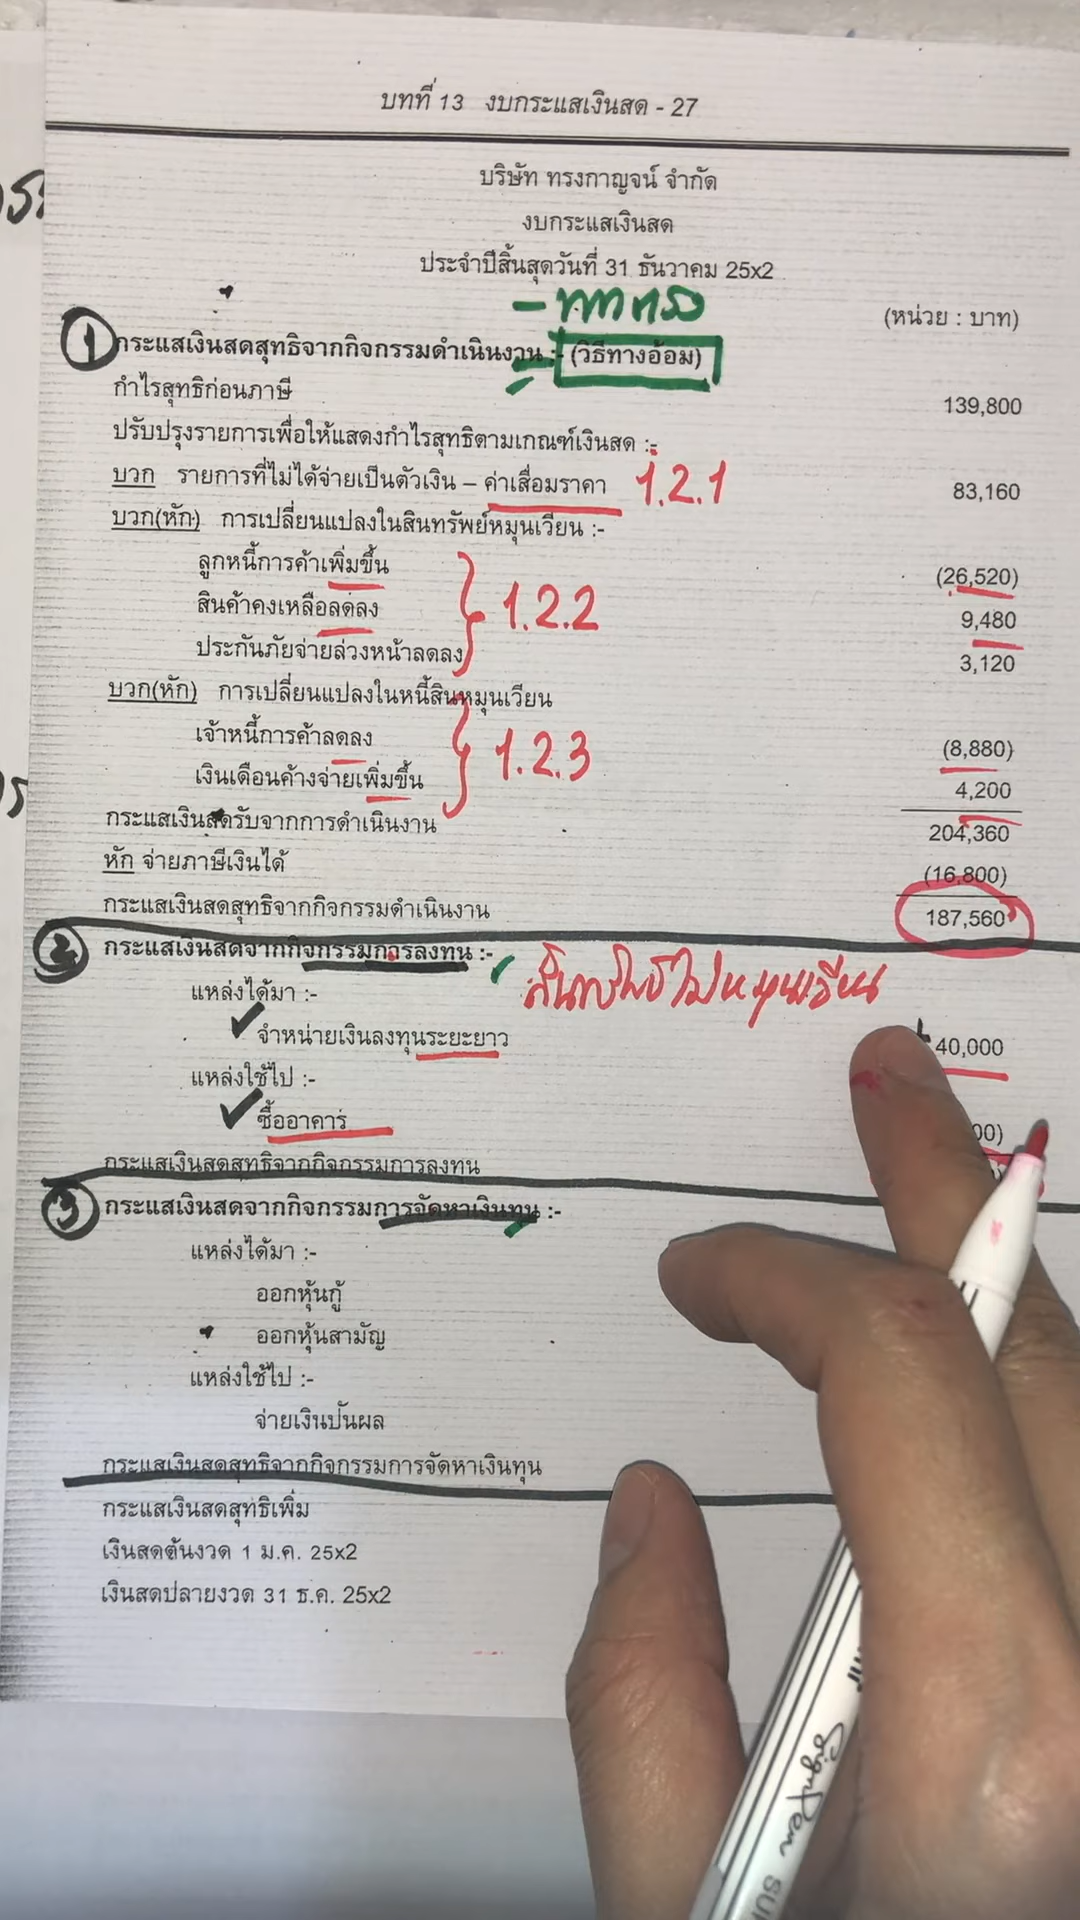 บทที่ 13 งบกระแสเงินสด - 27
บริษัท ทรงกาญจน์ จำกัด
งบกระแสเงินสด
ประจำปีสิ้นสุดวันที่ 31 ธันวาคม 25x2
- ทางตรง
(หน่วย : บาท)
1 กระแสเงินสดสุทธิจากกิจกรรมดำเนินงาน :- (วิธีทางอ้อม)
กำไรสุทธิก่อนภาษี 139,800
ปรับปรุงรายการเพื่อให้แสดงกำไรสุทธิตามเกณฑ์เงินสด :-
บวก รายการที่ไม่ได้จ่ายเป็นตัวเงิน – ค่าเสื่อมราคา 1.2.1 83,160
บวก(หัก) การเปลี่ยนแปลงในสินทรัพย์หมุนเวียน :-
ลูกหนี้การค้าเพิ่มขึ้น (26,520)
สินค้าคงเหลือลดลง 1.2.2 9,480
ประกันภัยจ่ายล่วงหน้าลดลง 3,120
บวก(หัก) การเปลี่ยนแปลงในหนี้สินหมุนเวียน
เจ้าหนี้การค้าลดลง 1.2.3 (8,880)
เงินเดือนค้างจ่ายเพิ่มขึ้น 4,200
กระแสเงินสดรับจากการดำเนินงาน 204,360
หัก จ่ายภาษีเงินได้ (16,800)
กระแสเงินสดสุทธิจากกิจกรรมดำเนินงาน 187,560
2 กระแสเงินสดจากกิจกรรมการลงทุน :- สินทรัพย์ไม่หมุนเวียน
แหล่งได้มา :-
จำหน่ายเงินลงทุนระยะยาว 40,000
แหล่งใช้ไป :-
ซื้ออาคาร 00)
กระแสเงินสดสุทธิจากกิจกรรมการลงทุน
3 กระแสเงินสดจากกิจกรรมการจัดหาเงินทุน :-
แหล่งได้มา :-
ออกหุ้นกู้
ออกหุ้นสามัญ
แหล่งใช้ไป :-
จ่ายเงินปันผล
กระแสเงินสดสุทธิจากกิจกรรมการจัดหาเงินทุน
กระแสเงินสดสุทธิเพิ่ม
เงินสดต้นงวด 1 ม.ค. 25x2
เงินสดปลายงวด 31 ธ.ค. 25x2
Sign Pen